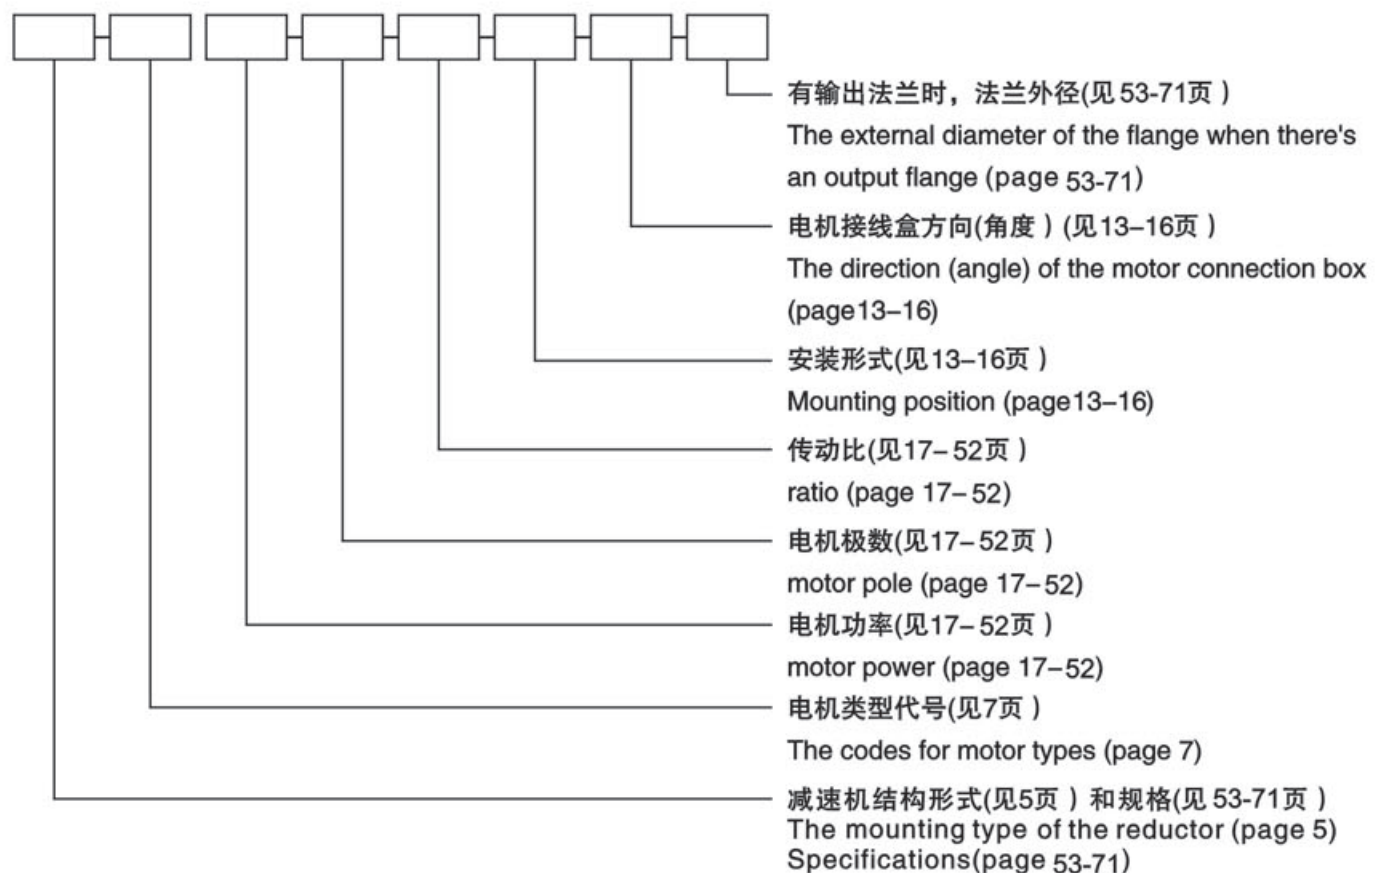 有输出法兰时，法兰外径(见 53-71页 )
The external diameter of the flange when there's
an output flange (page 53-71)
电机接线盒方向(角度 ) (见13–16页 )
The direction (angle) of the motor connection box
(page13–16)
安装形式(见13–16页 )
Mounting position (page13–16)
传动比(见17– 52页 )
ratio (page 17– 52)
电机极数(见17– 52页 )
motor pole (page 17– 52)
电机功率(见17– 52页 )
motor power (page 17–52)
电机类型代号(见7页 )
The codes for motor types (page 7)
减速机结构形式(见5页 ) 和规格(见 53-71页 )
The mounting type of the reductor (page 5)
Specifications(page 53-71)